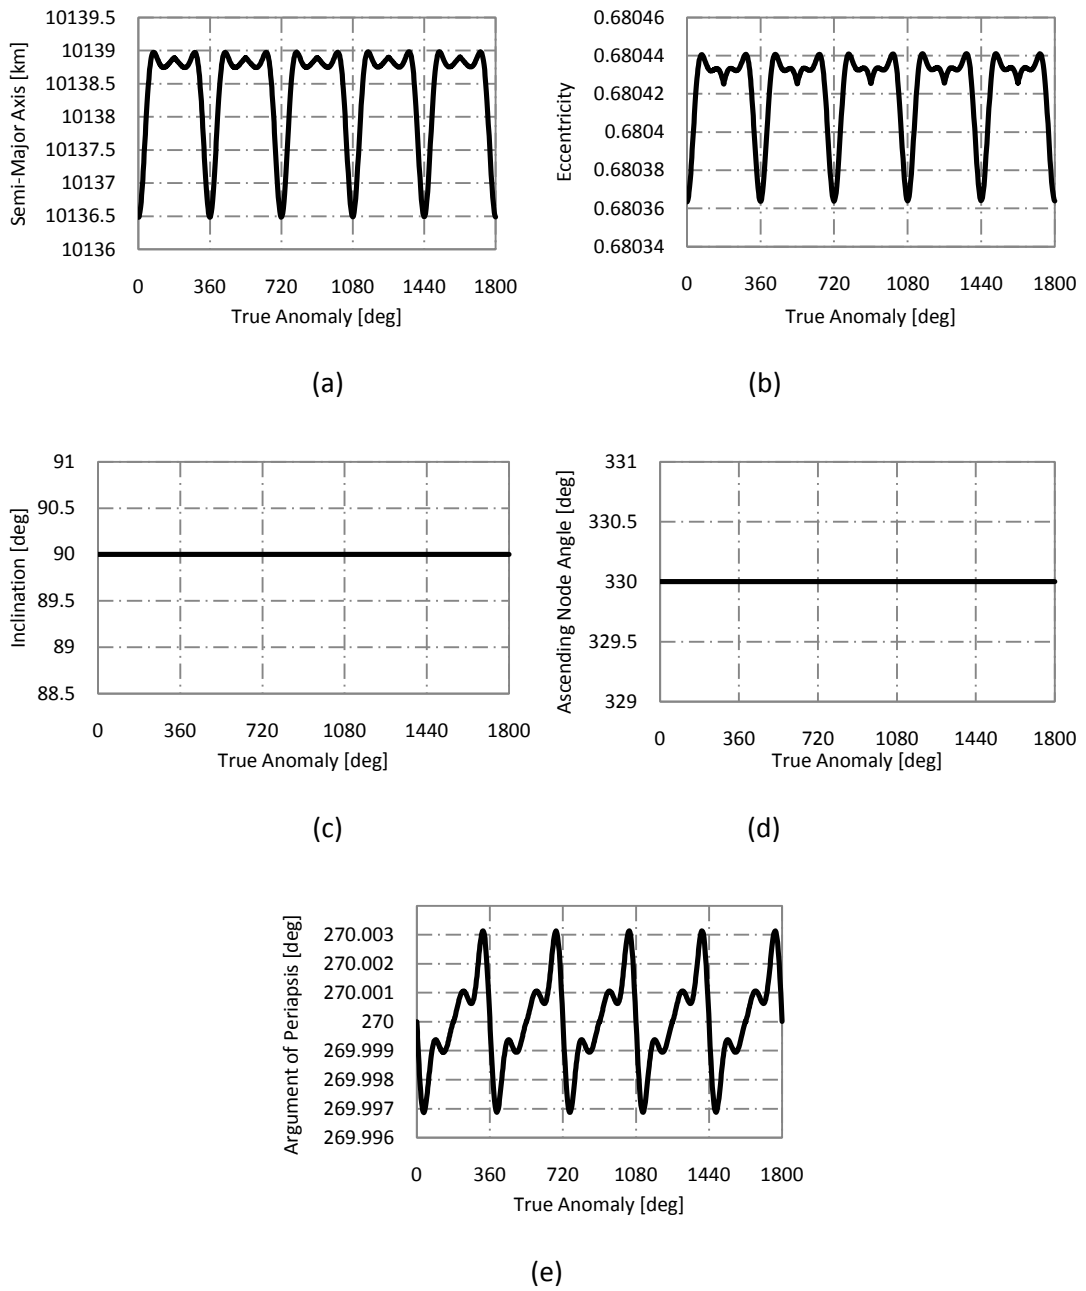 10139.5
10139
10138.5
10138
10137.5
10137
10136.5
10136
Semi-Major Axis [km]
0 360 720 1080 1440 1800
True Anomaly [deg]
(a)
0.68046
0.68044
0.68042
0.6804
0.68038
0.68036
0.68034
Eccentricity
0 360 720 1080 1440 1800
True Anomaly [deg]
(b)
91
90.5
90
89.5
89
88.5
Inclination [deg]
0 360 720 1080 1440 1800
True Anomaly [deg]
(c)
331
330.5
330
329.5
329
Ascending Node Angle [deg]
0 360 720 1080 1440 1800
True Anomaly [deg]
(d)
270.003
270.002
270.001
270
269.999
269.998
269.997
269.996
Argument of Periapsis [deg]
0 360 720 1080 1440 1800
True Anomaly [deg]
(e)